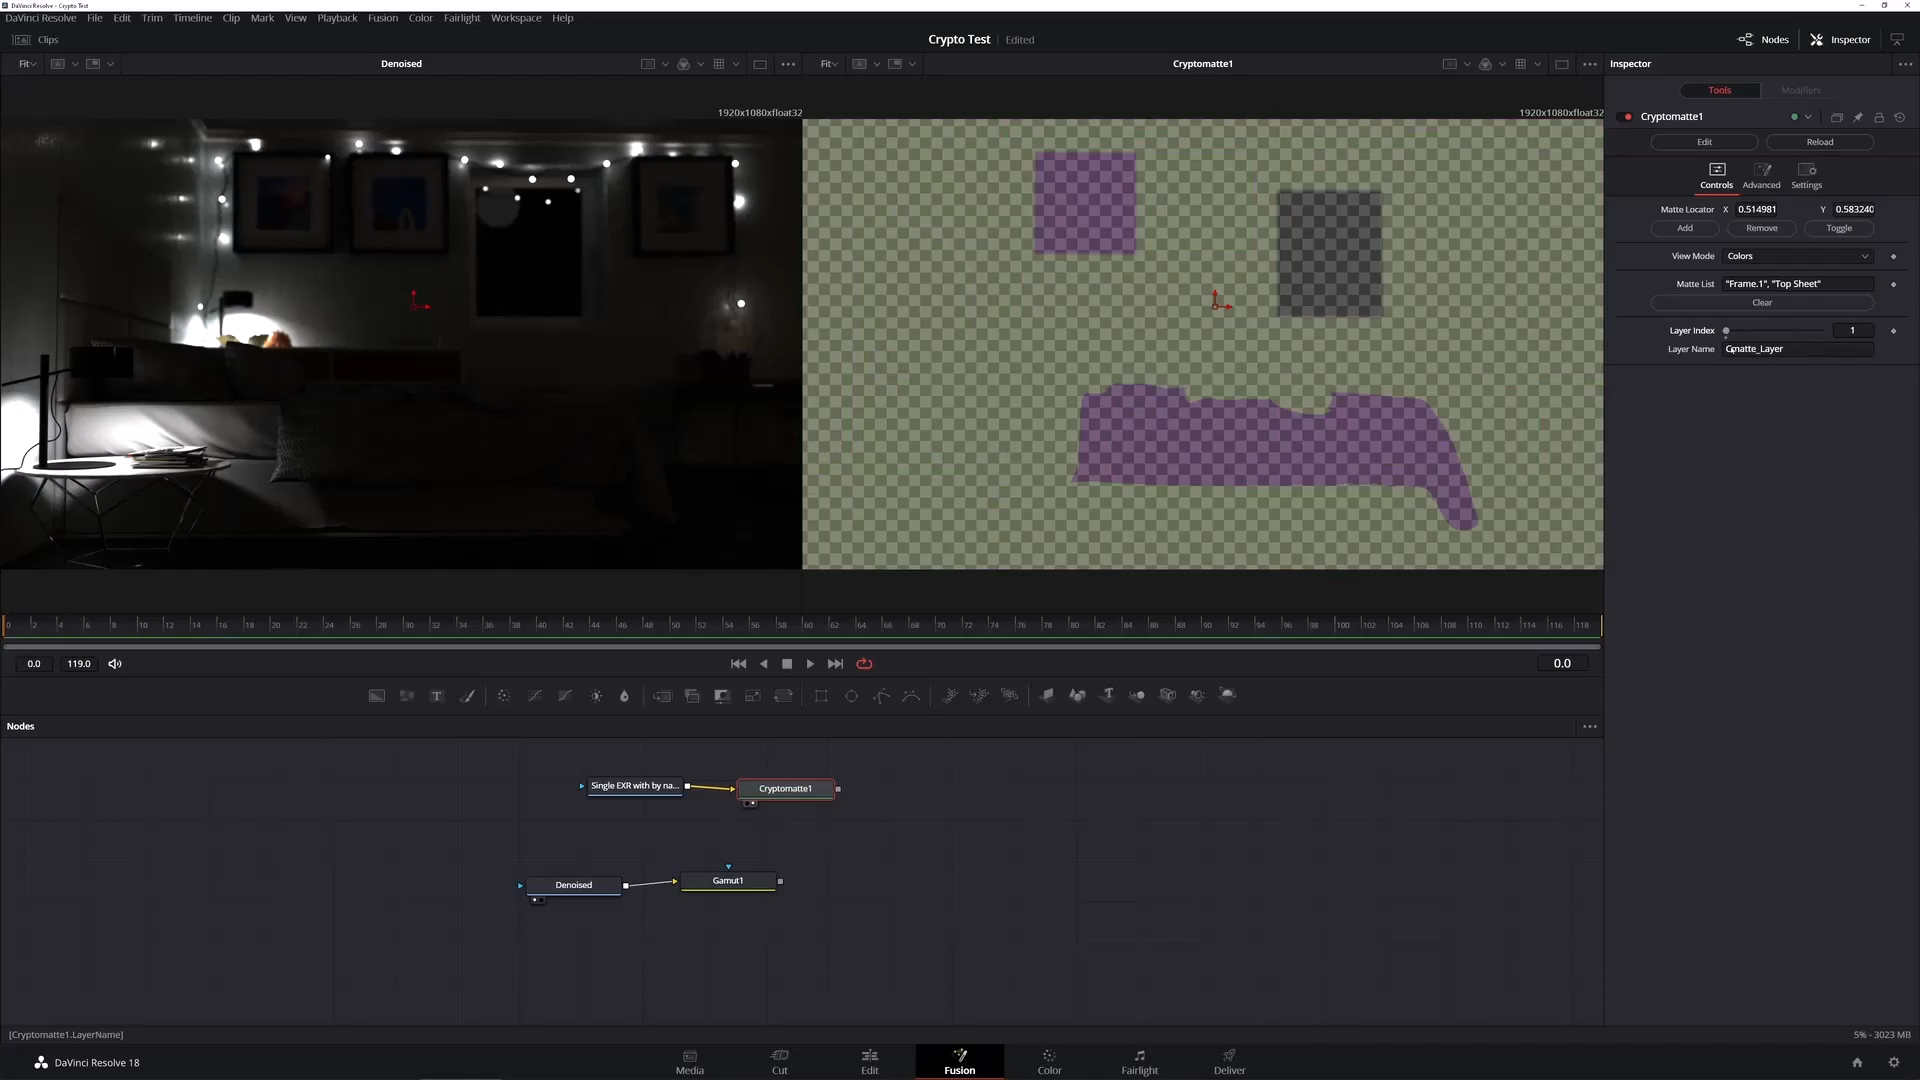 DaVinci Resolve - Crypto Test
DaVinci Resolve File Edit Trim Timeline Clip Mark View Playback Fusion Color Fairlight Workspace Help
Clips Crypto Test Edited Nodes Inspector
Fit Denoised Fit Cryptomatte1 Inspector
Tools Modifiers
1920x1080xfloat32 1920x1080xfloat32
Cryptomatte1
Edit Reload
Controls Advanced Settings
Matte Locator X 0.514981 Y 0.583240
Add Remove Toggle
View Mode Colors
Matte List "Frame.1", "Top Sheet"
Clear
Layer Index 1
Layer Name Cmatte_Layer
0 2 4 6 8 10 12 14 16 18 20 22 24 26 28 30 32 34 36 38 40 42 44 46 48 50 52 54 56 58 60 62 64 66 68 70 72 74 76 78 80 82 84 86 88 90 92 94 96 98 100 102 104 106 108 110 112 114 116 118
0.0 119.0 0.0
T
Nodes
Single EXR with by na... Cryptomatte1
Denoised Gamut1
[Cryptomatte1.LayerName] 5% - 3023 MB
DaVinci Resolve 18 Media Cut Edit Fusion Color Fairlight Deliver